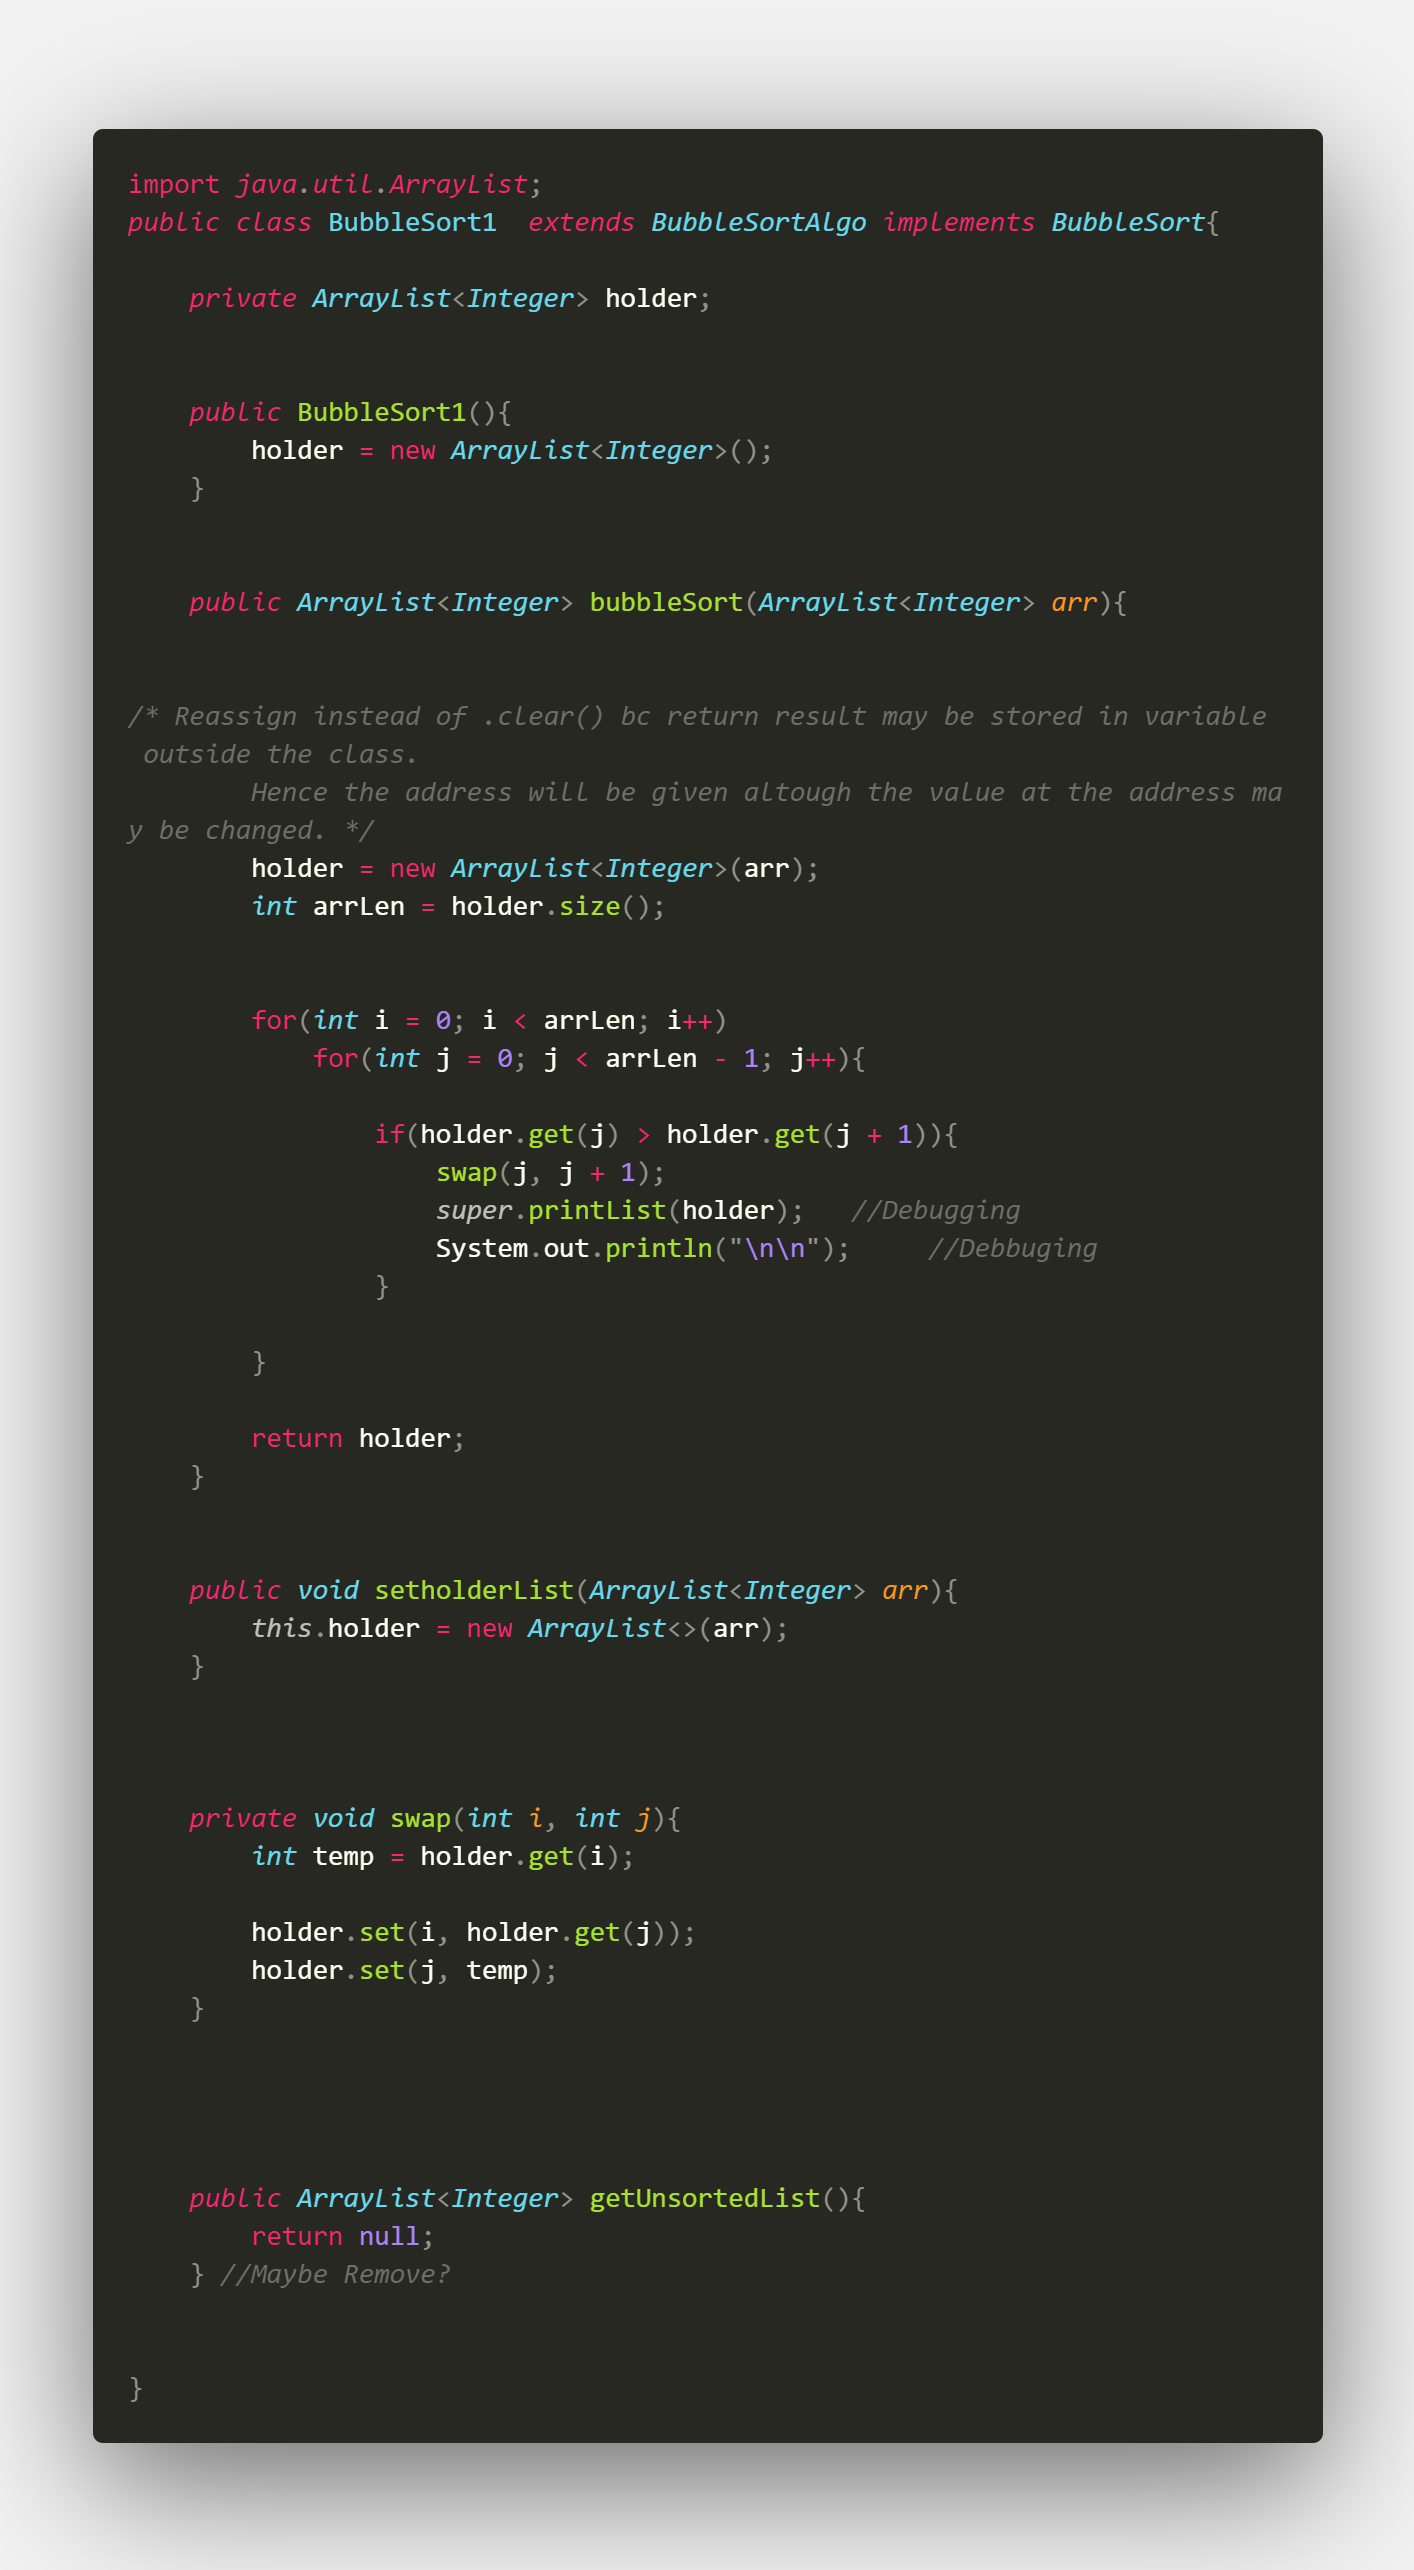 import java.util.ArrayList;
public class BubbleSort1  extends BubbleSortAlgo implements BubbleSort{
    private ArrayList<Integer> holder;
    public BubbleSort1(){
        holder = new ArrayList<Integer>();
    }
    public ArrayList<Integer> bubbleSort(ArrayList<Integer> arr){
/* Reassign instead of .clear() bc return result may be stored in variable
 outside the class.
        Hence the address will be given altough the value at the address ma
y be changed. */
        holder = new ArrayList<Integer>(arr);
        int arrLen = holder.size();
        for(int i = 0; i < arrLen; i++)
            for(int j = 0; j < arrLen - 1; j++){
                if(holder.get(j) > holder.get(j + 1)){
                    swap(j, j + 1);
                    super.printList(holder);   //Debugging
                    System.out.println("\n\n");     //Debbuging
                }
        }
        return holder;
    }
    public void setholderList(ArrayList<Integer> arr){
        this.holder = new ArrayList<>(arr);
    }
    private void swap(int i, int j){
        int temp = holder.get(i);
        holder.set(i, holder.get(j));
        holder.set(j, temp);
    }
    public ArrayList<Integer> getUnsortedList(){
        return null;
    } //Maybe Remove?
}